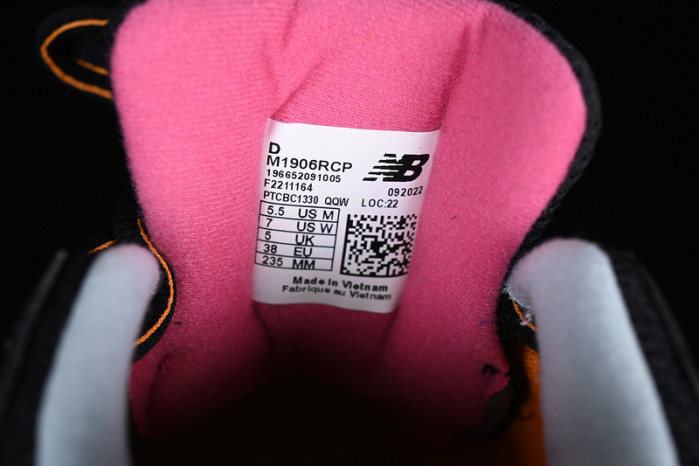 D
M1906RCP
196652091005
F2211164
092022
PTCBC1330 QQW LOC:22
5.5 US M
7 US W
5 UK
38 EU
235 MM
Made in Vietnam
Fabrique au Vietnam